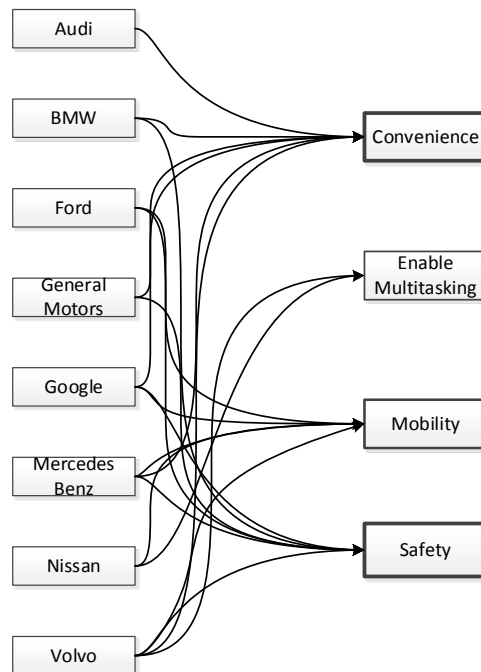 Audi
BMW
Ford
General
Motors
Google
Mercedes
Benz
Nissan
Volvo
Convenience
Enable
Multitasking
Mobility
Safety